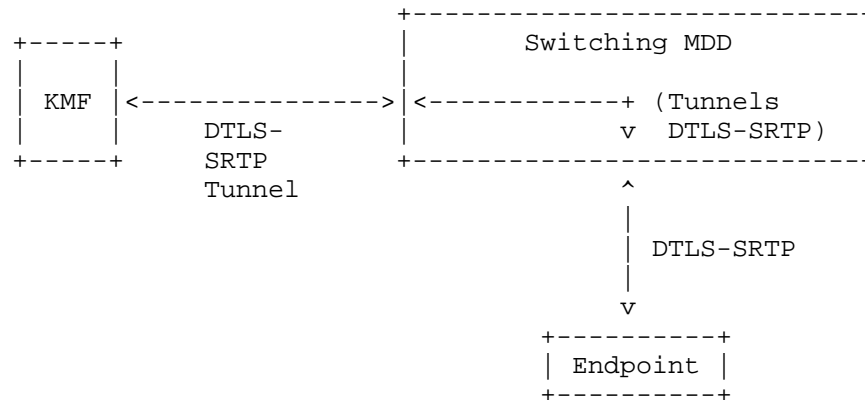 Switching MDD
KMF
(Tunnels
DTLS-
DTLS-SRTP)
SRTP
Tunnel
DTLS-SRTP
Endpoint